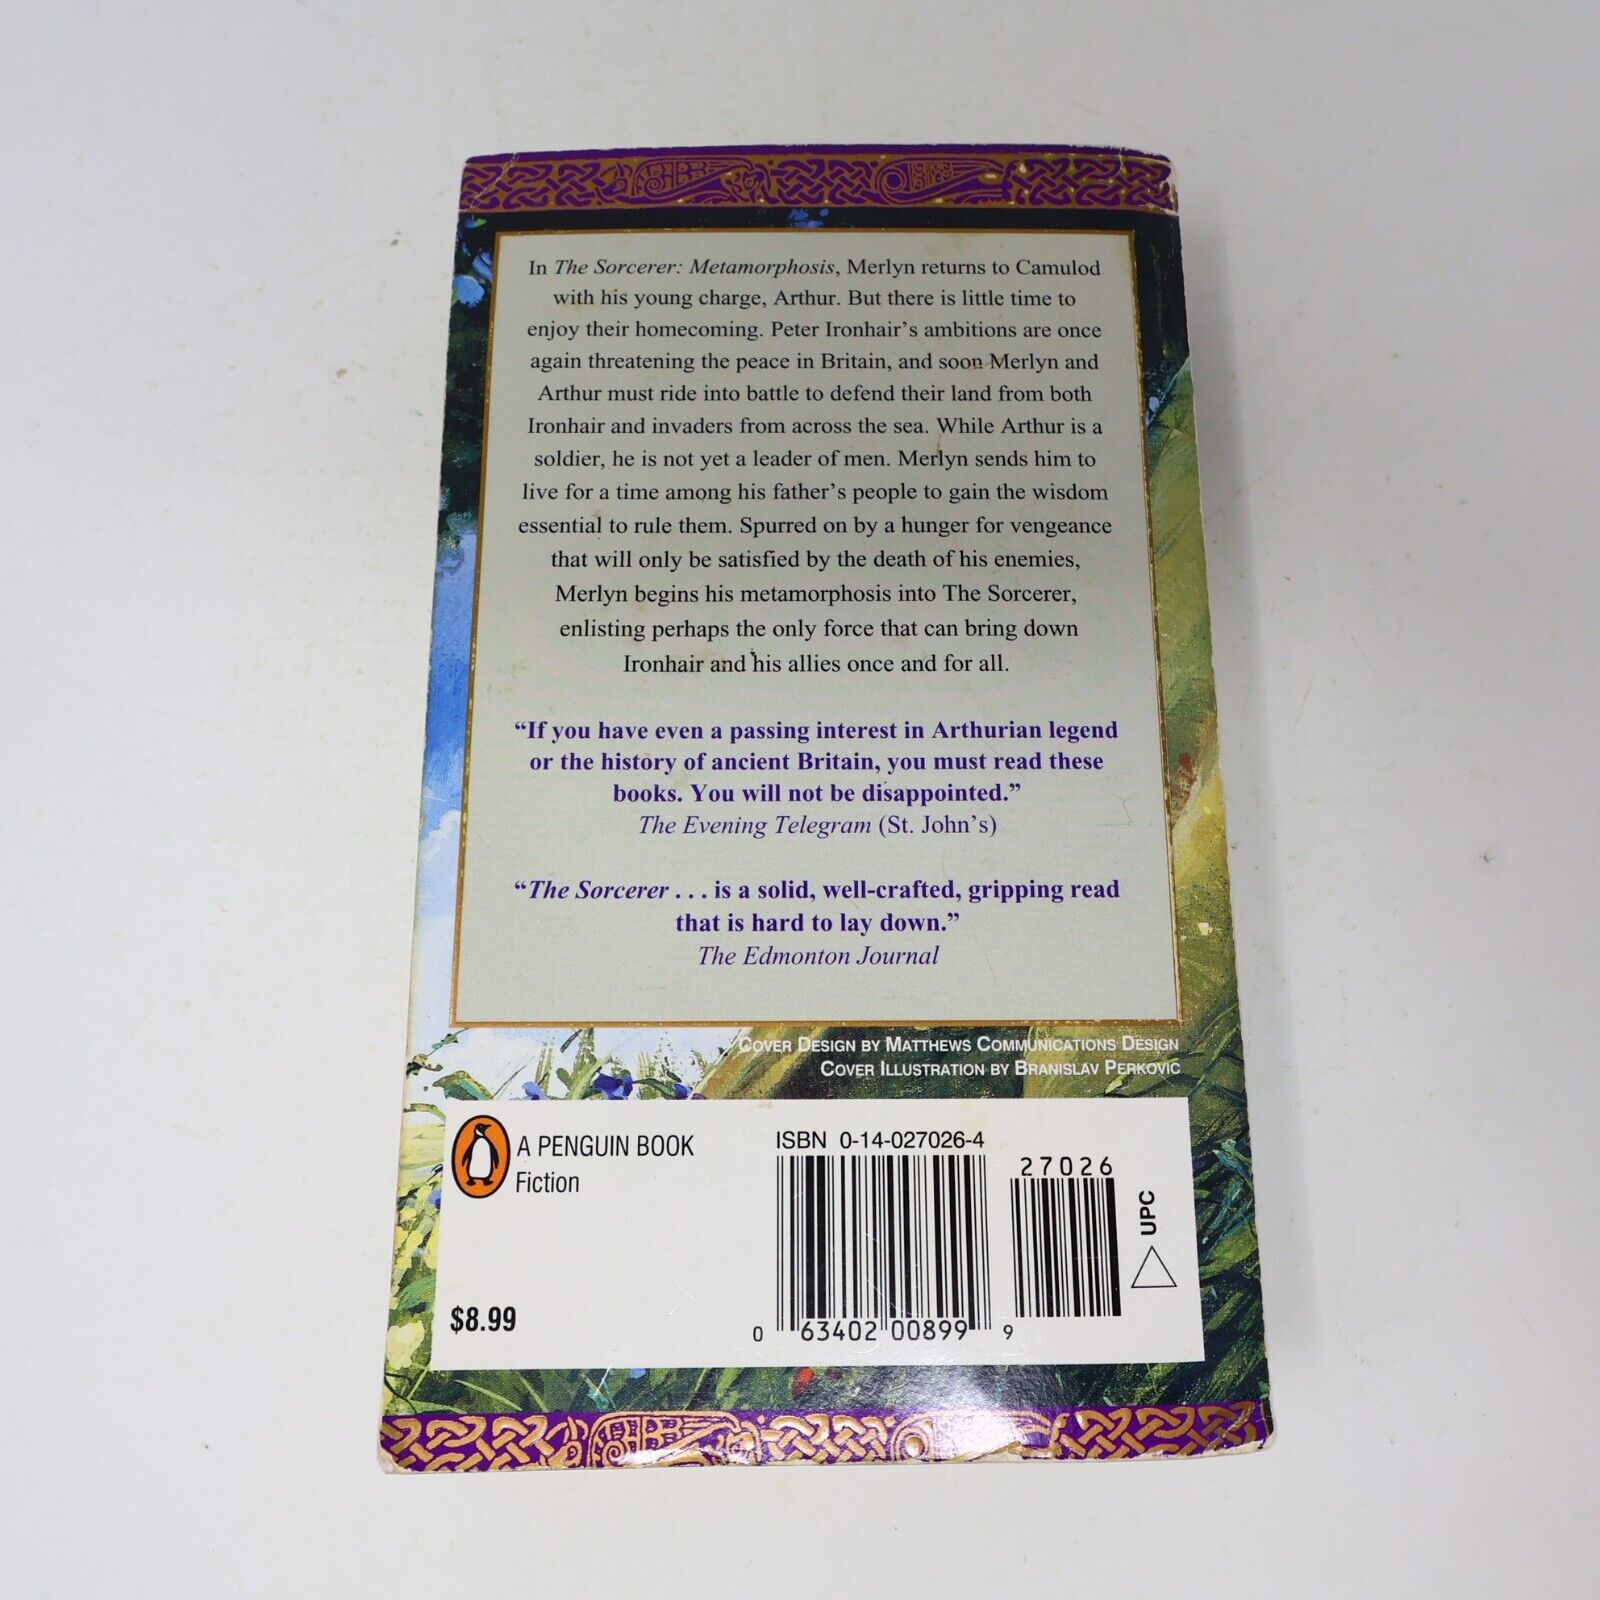 In The Sorcerer: Metamorphosis, Merlyn returns to Camulod
with his young charge, Arthur. But there is little time to
enjoy their homecoming. Peter Ironhair's ambitions are once
again threatening the peace in Britain, and soon Merlyn and
Arthur must ride into battle to defend their land from both
Ironhair and invaders from across the sea. While Arthur is a
soldier, he is not yet a leader of men. Merlyn sends him to
live for a time among his father's people to gain the wisdom
essential to rule them. Spurred on by a hunger for vengeance
that will only be satisfied by the death of his enemies,
Merlyn begins his metamorphosis into The Sorcerer,
enlisting perhaps the only force that can bring down
Ironhair and his allies once and for all.
“If you have even a passing interest in Arthurian legend
or the history of ancient Britain, you must read these
books. You will not be disappointed.”
The Evening Telegram (St. John's)
“The Sorcerer . . . is a solid, well-crafted, gripping read
that is hard to lay down.”
The Edmonton Journal
COVER DESIGN BY MATTHEWS COMMUNICATIONS DESIGN
COVER ILLUSTRATION BY BRANISLAV PERKOVIC
A PENGUIN BOOK
Fiction
$8.99
ISBN 0-14-027026-4
27026
0 63402 00899 9
UPC